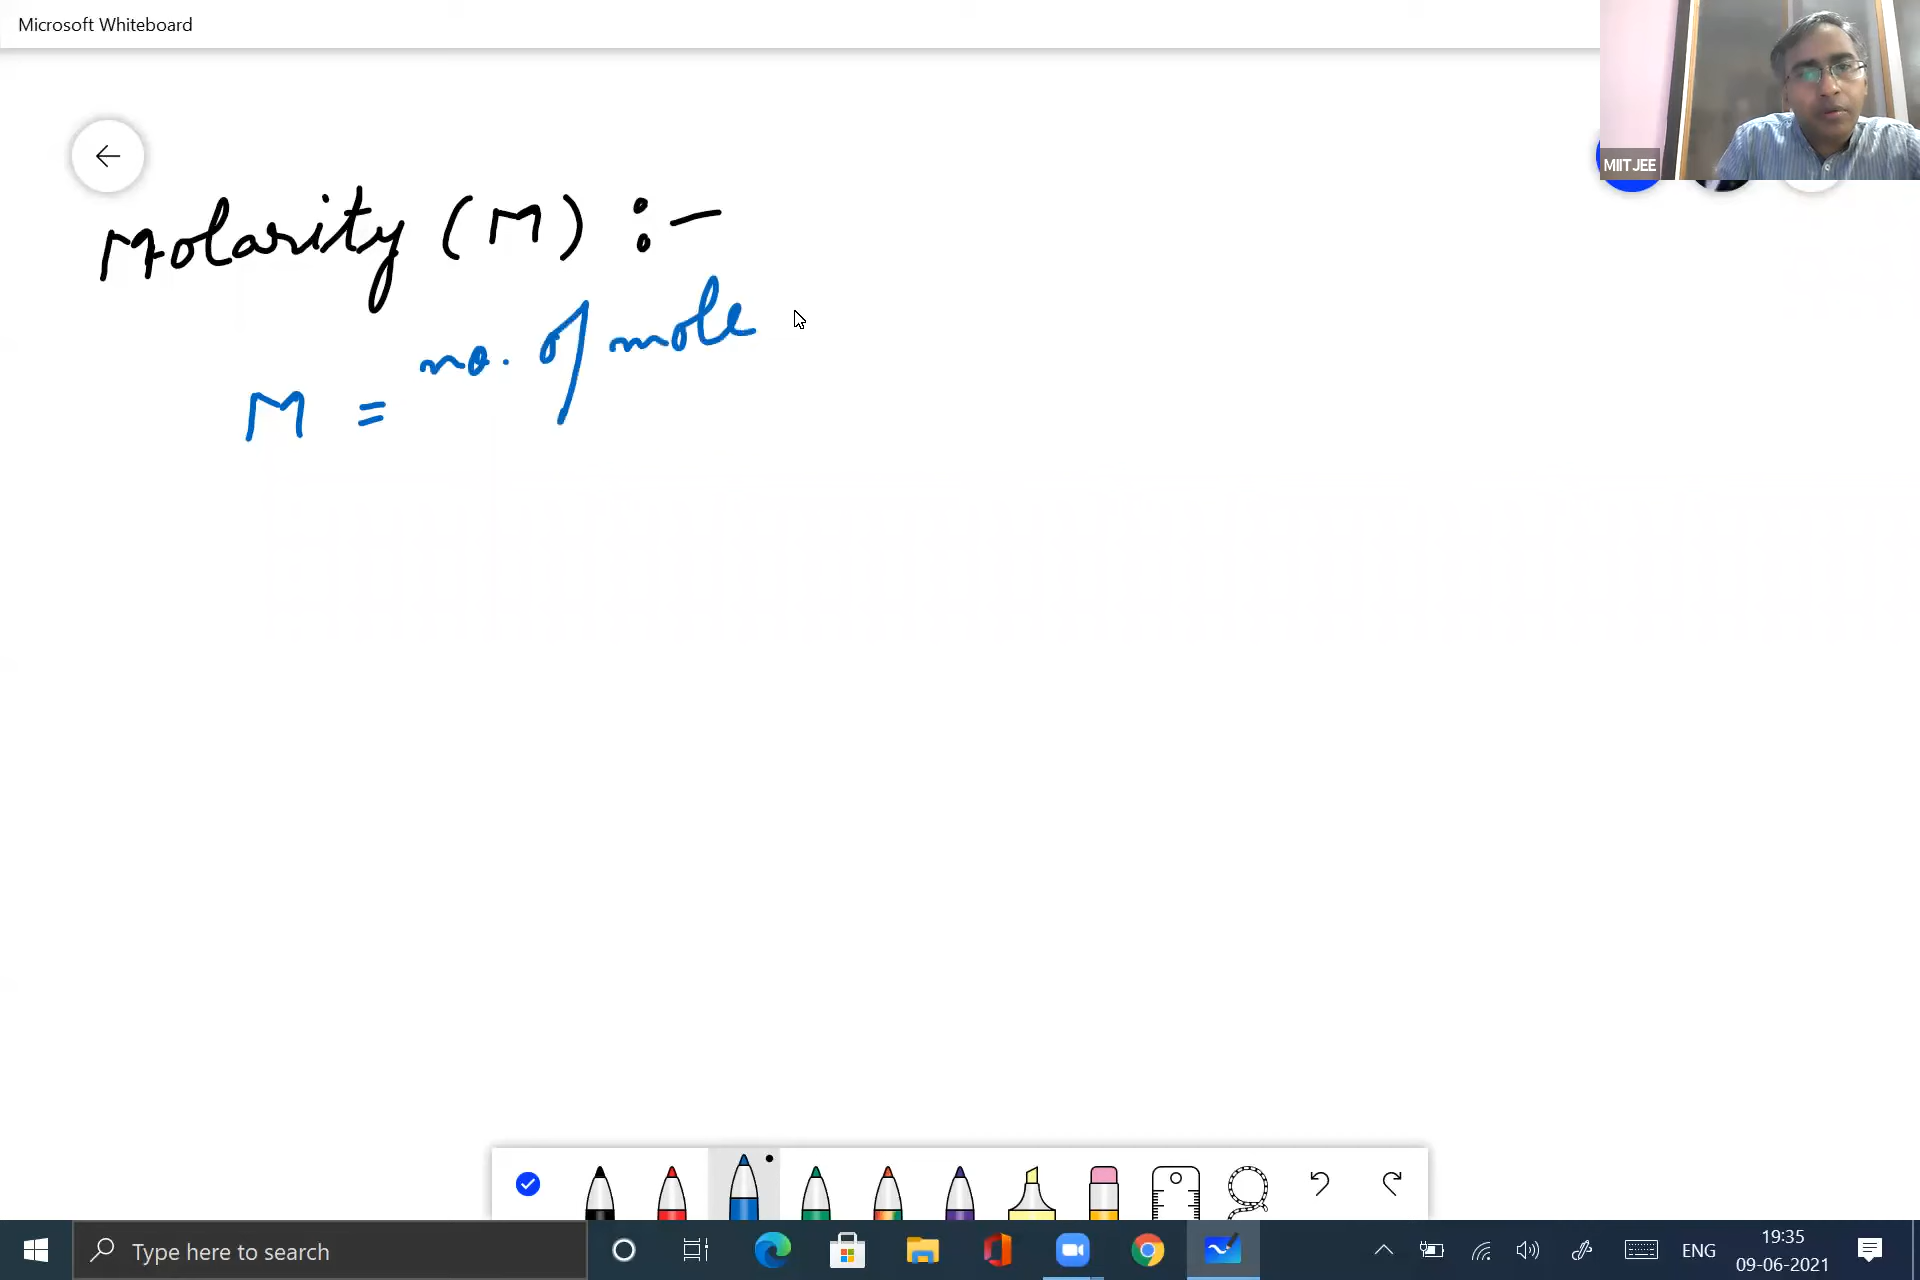 Microsoft Whiteboard
MIIT JEE
Molarity (M) :-
no. of mole
M =
Type here to search
ENG
19:35
09-06-2021